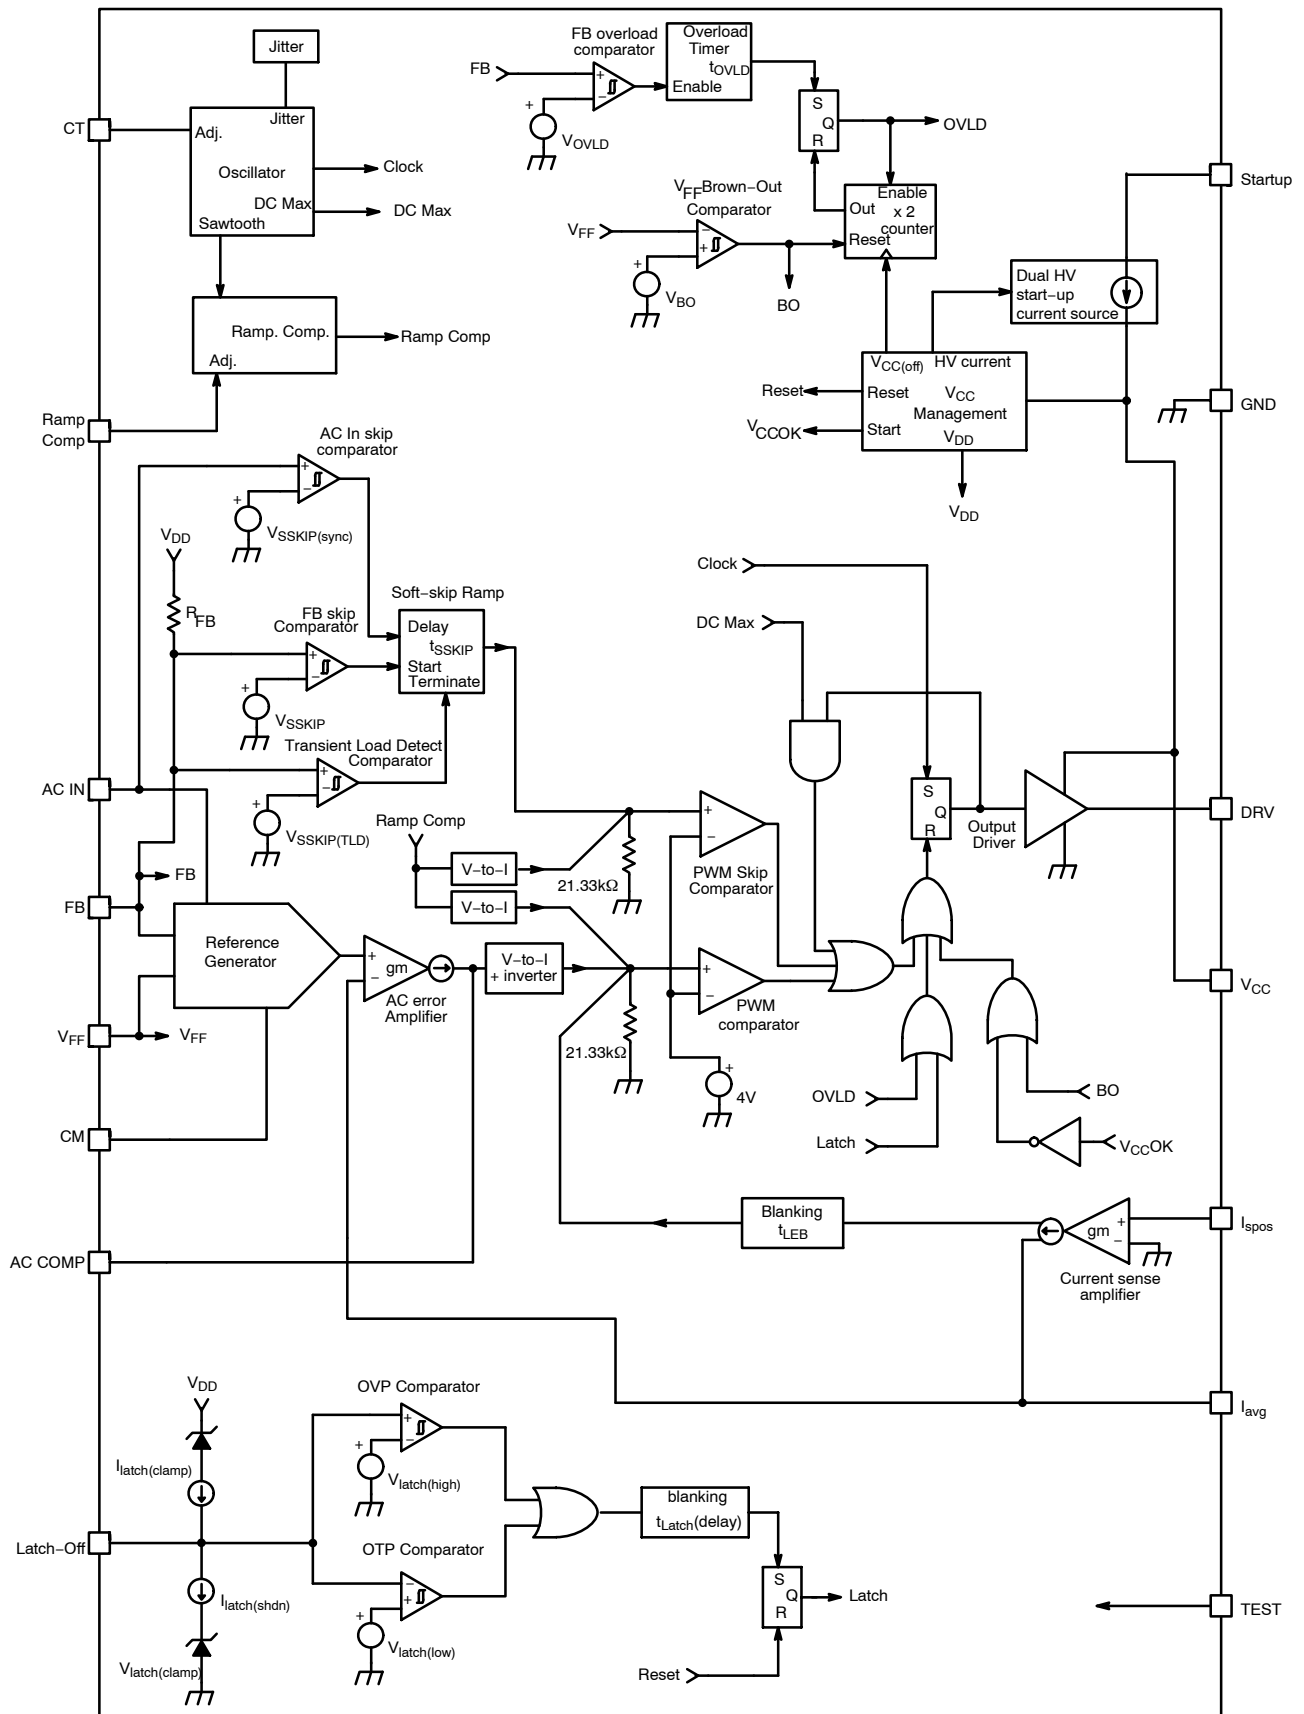 Jitter
CT
Adj.
Jitter
Oscillator
DC Max
Sawtooth
Clock
DC Max
Ramp. Comp.
Adj.
Ramp Comp
Ramp
Comp
FB overload
comparator
FB
+
−
+
VOVLD
Overload
Timer
tOVLD
Enable
S
Q
R
OVLD
VFF Brown−Out
Comparator
VFF
−
+
+
VBO
BO
Enable
Out
x 2
counter
Reset
Startup
Dual HV
start−up
current source
VCC(off)
HV current
Reset
VCC
Management
Start
VDD
Reset
VCCOK
VDD
GND
AC In skip
comparator
+
−
+
VSSKIP(sync)
VDD
RFB
FB skip
Comparator
+
−
+
VSSKIP
Soft−skip Ramp
Delay
tSSKIP
Start
Terminate
Transient Load Detect
Comparator
+
−
+
VSSKIP(TLD)
AC IN
FB
FB
VFF
VFF
CM
AC COMP
Reference
Generator
+
−
gm
AC error
Amplifier
Ramp Comp
V−to−I
V−to−I
V−to−I
+ inverter
21.33kΩ
21.33kΩ
+
−
PWM Skip
Comparator
+
−
PWM
comparator
+
4V
Clock
DC Max
S
Q
R
Output
Driver
DRV
VCC
OVLD
Latch
BO
VCCOK
Blanking
tLEB
gm
+
−
Current sense
amplifier
Ispos
Iavg
VDD
Ilatch(clamp)
Latch−Off
Ilatch(shdn)
Vlatch(clamp)
OVP Comparator
+
−
+
Vlatch(high)
OTP Comparator
−
+
+
Vlatch(low)
blanking
tLatch(delay)
S
Q
R
Latch
Reset
TEST